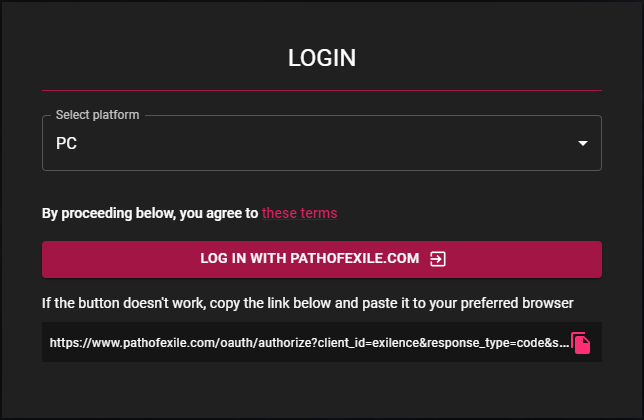 LOGIN
Select platform
PC
By proceeding below, you agree to these terms
LOG IN WITH PATHOFEXILE.COM
If the button doesn't work, copy the link below and paste it to your preferred browser
https://www.pathofexile.com/oauth/authorize?client_id=exilence&response_type=code&s...